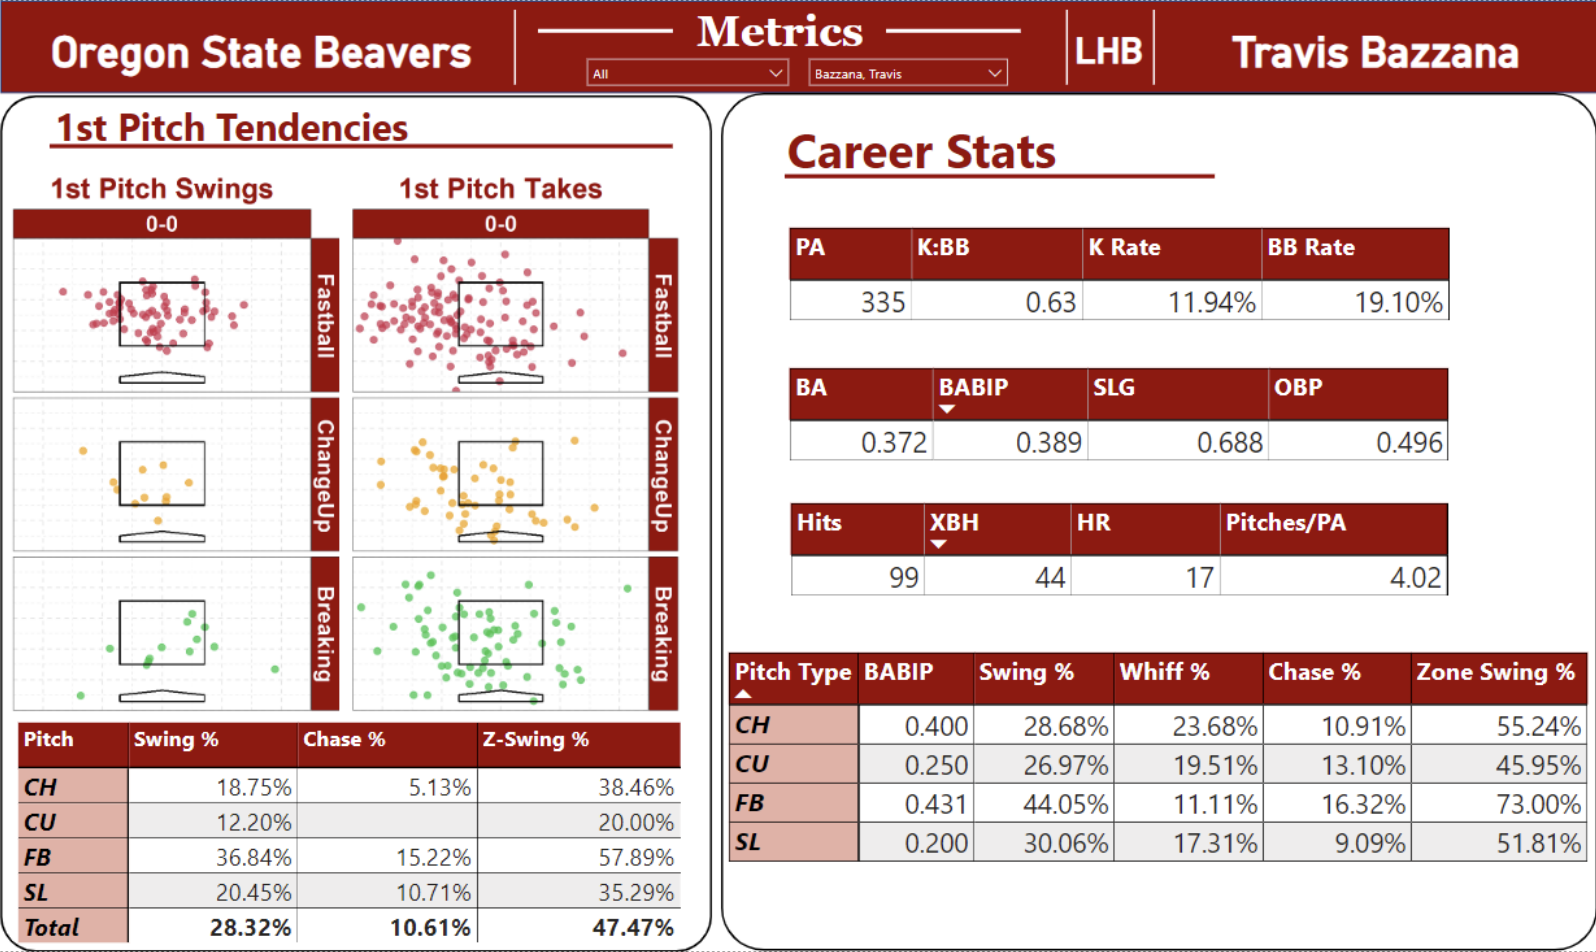 Oregon State Beavers
Metrics
All
Bazzana, Travis
LHB
Travis Bazzana
1st Pitch Tendencies
1st Pitch Swings
1st Pitch Takes
0-0
0-0
Fastball
Fastball
ChangeUp
ChangeUp
Breaking
Breaking
Pitch Swing % Chase % Z-Swing %
CH 18.75% 5.13% 38.46%
CU 12.20% 20.00%
FB 36.84% 15.22% 57.89%
SL 20.45% 10.71% 35.29%
Total 28.32% 10.61% 47.47%
Career Stats
PA K:BB K Rate BB Rate
335 0.63 11.94% 19.10%
BA BABIP SLG OBP
0.372 0.389 0.688 0.496
Hits XBH HR Pitches/PA
99 44 17 4.02
Pitch Type BABIP Swing % Whiff % Chase % Zone Swing %
CH 0.400 28.68% 23.68% 10.91% 55.24%
CU 0.250 26.97% 19.51% 13.10% 45.95%
FB 0.431 44.05% 11.11% 16.32% 73.00%
SL 0.200 30.06% 17.31% 9.09% 51.81%